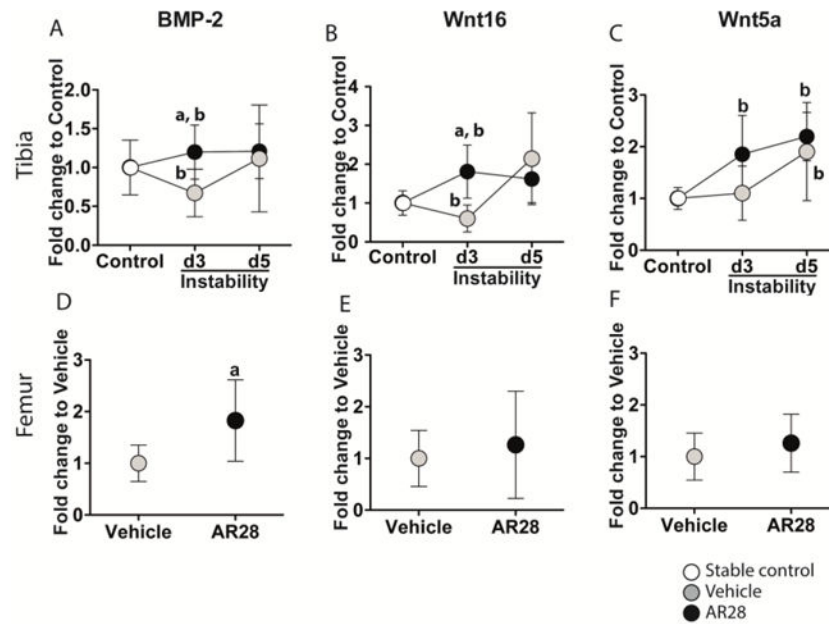 A BMP-2
B Wnt16
C Wnt5a
Tibia
Fold change to Control
2.0
1.5
1.0
0.5
0.0
a, b
b
Control d3 d5
Instability
Fold change to Control
4
3
2
1
0
a, b
b
Control d3 d5
Instability
Fold change to Control
3
2
1
0
b
b
b
Control d3 d5
Instability
D
E
F
Femur
Fold change to Vehicle
3
2
1
0
a
Vehicle AR28
Fold change to Vehicle
3
2
1
0
Vehicle AR28
Fold change to Vehicle
3
2
1
0
Vehicle AR28
Stable control
Vehicle
AR28